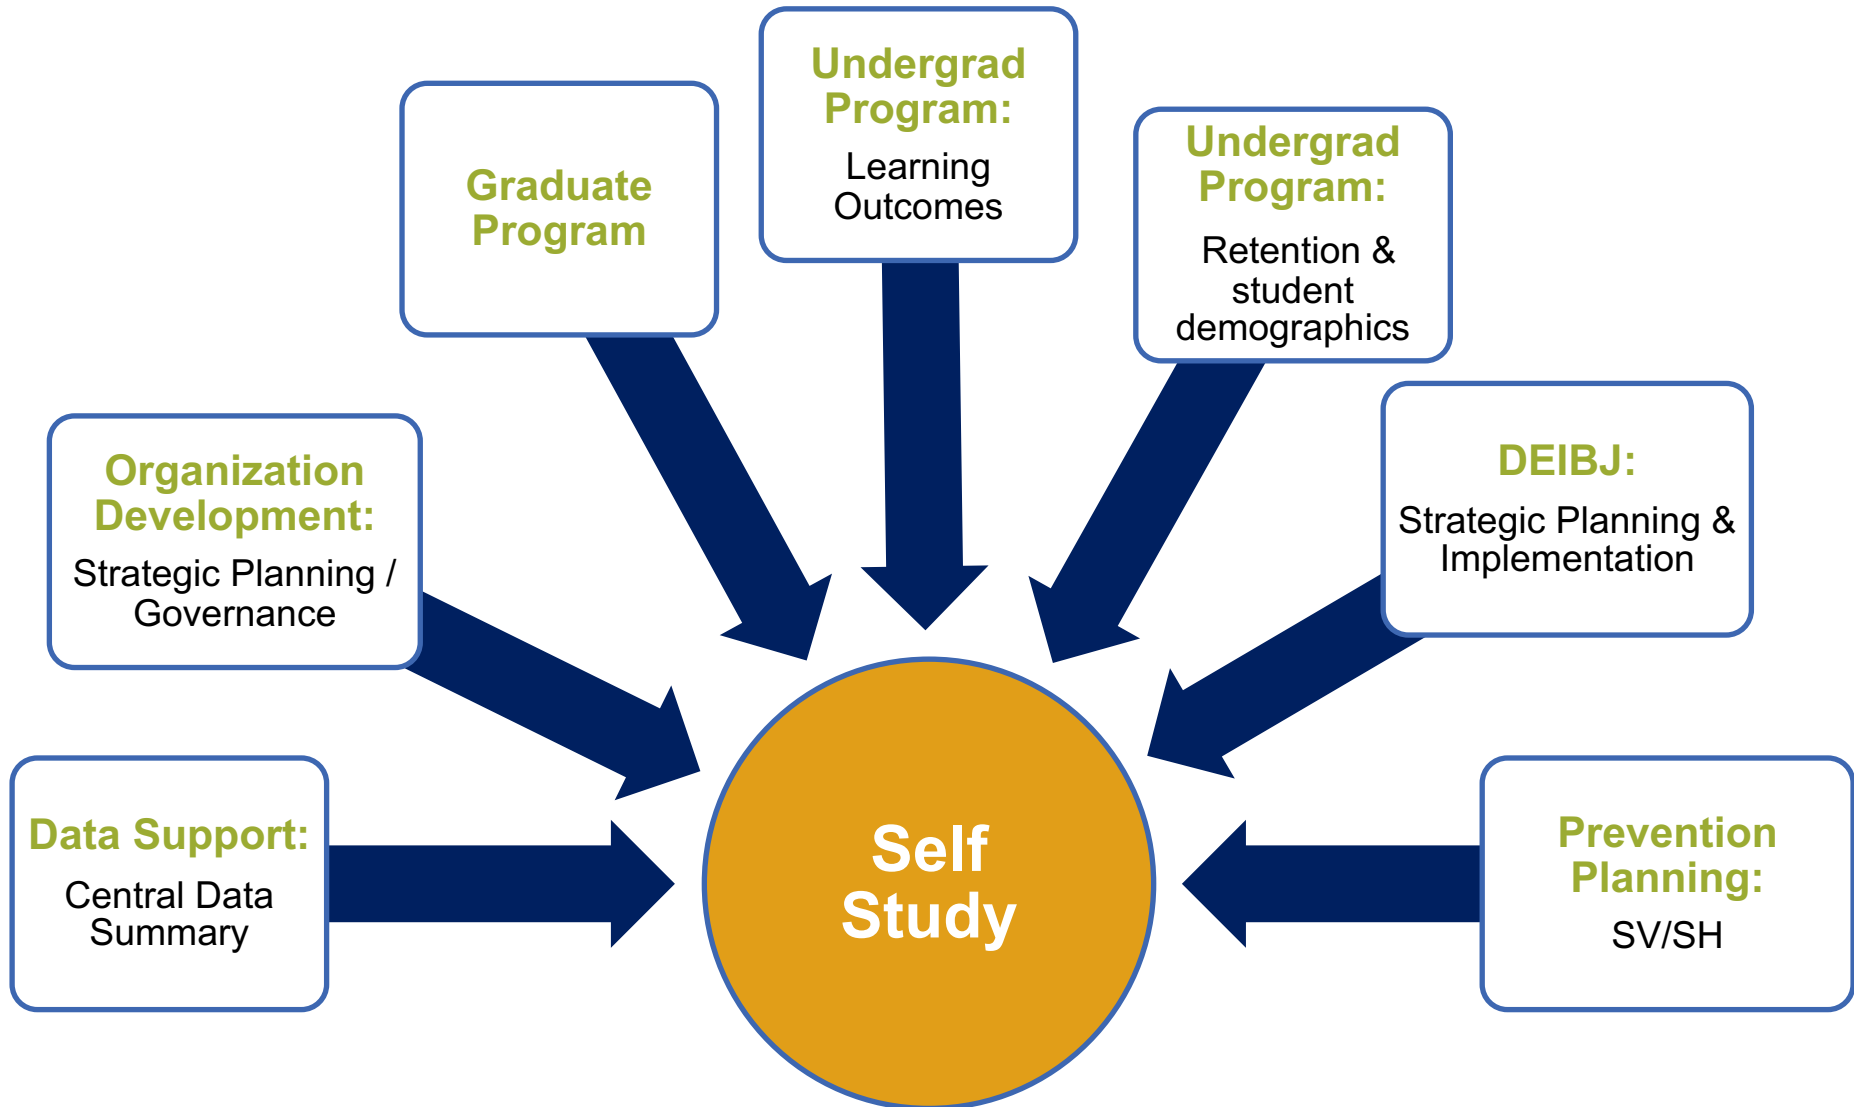 Undergrad
Program:
Learning
Outcomes
Graduate
Program
Undergrad
Program:
Retention &
student
demographics
Organization
Development:
Strategic Planning /
Governance
DEIBJ:
Strategic Planning &
Implementation
Data Support:
Central Data
Summary
Self
Study
Prevention
Planning:
SV/SH